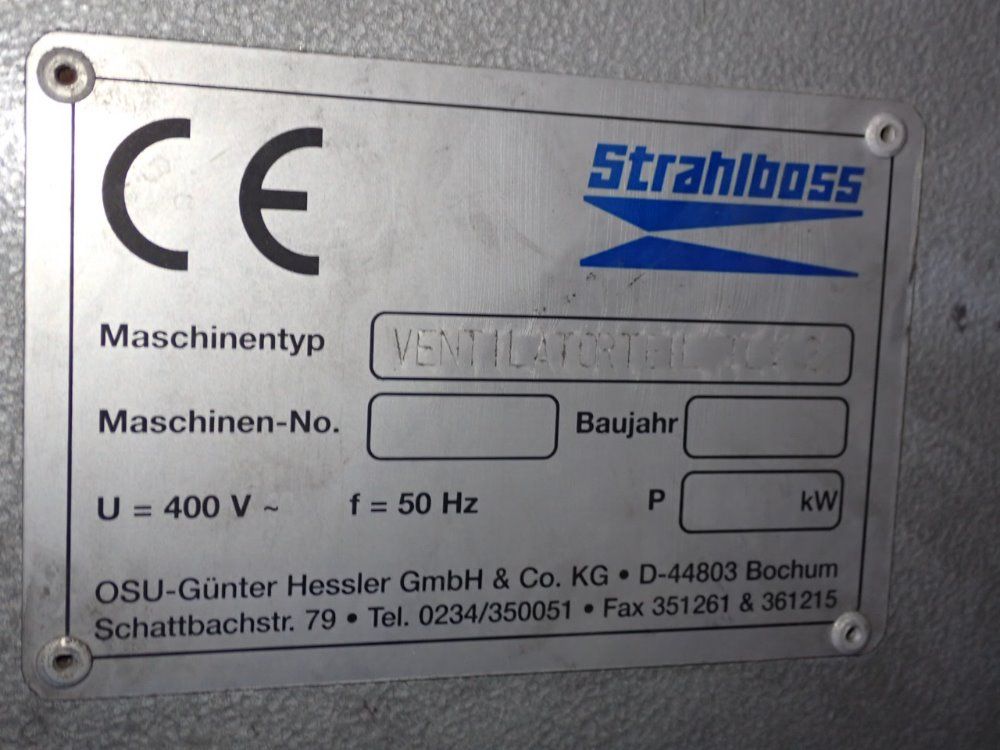 CE
Strahlboss
Maschinentyp VENTILATORTEIL
Maschinen-No. Baujahr
U = 400 V ~ f = 50 Hz P kW
OSU-Günter Hessler GmbH & Co. KG • D-44803 Bochum
Schattbachstr. 79 • Tel. 0234/350051 • Fax 351261 & 361215